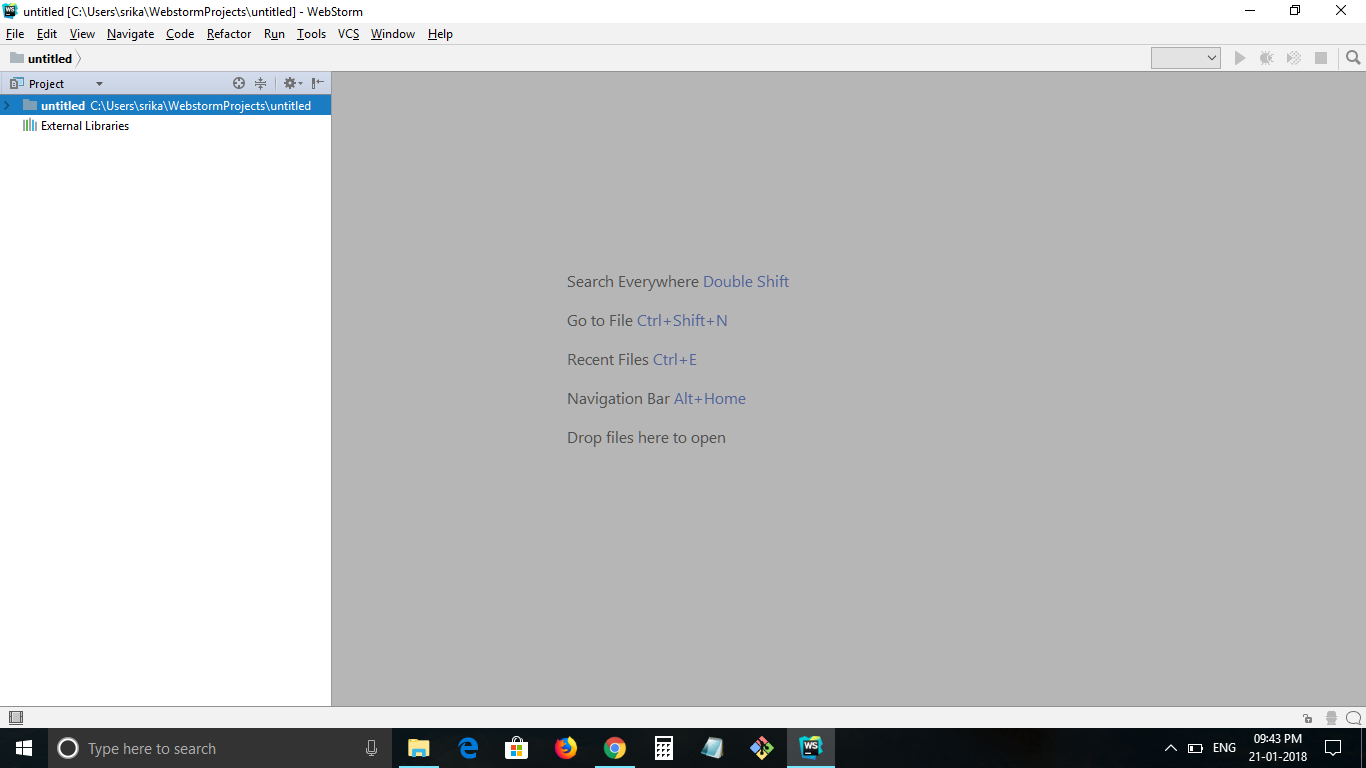 untitled [C:\Users\srika\WebstormProjects\untitled] - WebStorm
File Edit View Navigate Code Refactor Run Tools VCS Window Help
untitled
Project
untitled C:\Users\srika\WebstormProjects\untitled
External Libraries
Search Everywhere Double Shift
Go to File Ctrl+Shift+N
Recent Files Ctrl+E
Navigation Bar Alt+Home
Drop files here to open
Type here to search
WS
ENG
09:43 PM
21-01-2018